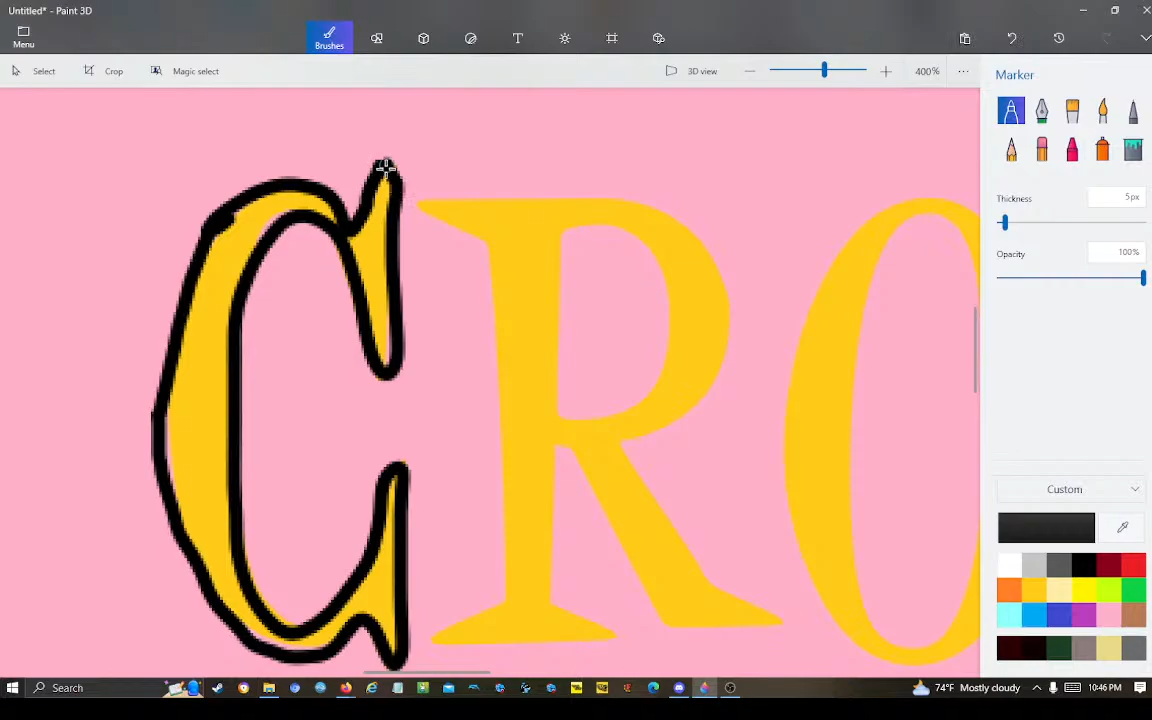 Untitled* - Paint 3D
Menu
Brushes
Select
Crop
Magic select
3D view
400%
Marker
Thickness
5px
Opacity
100%
Custom
CRO
Search
74°F Mostly cloudy
10:46 PM